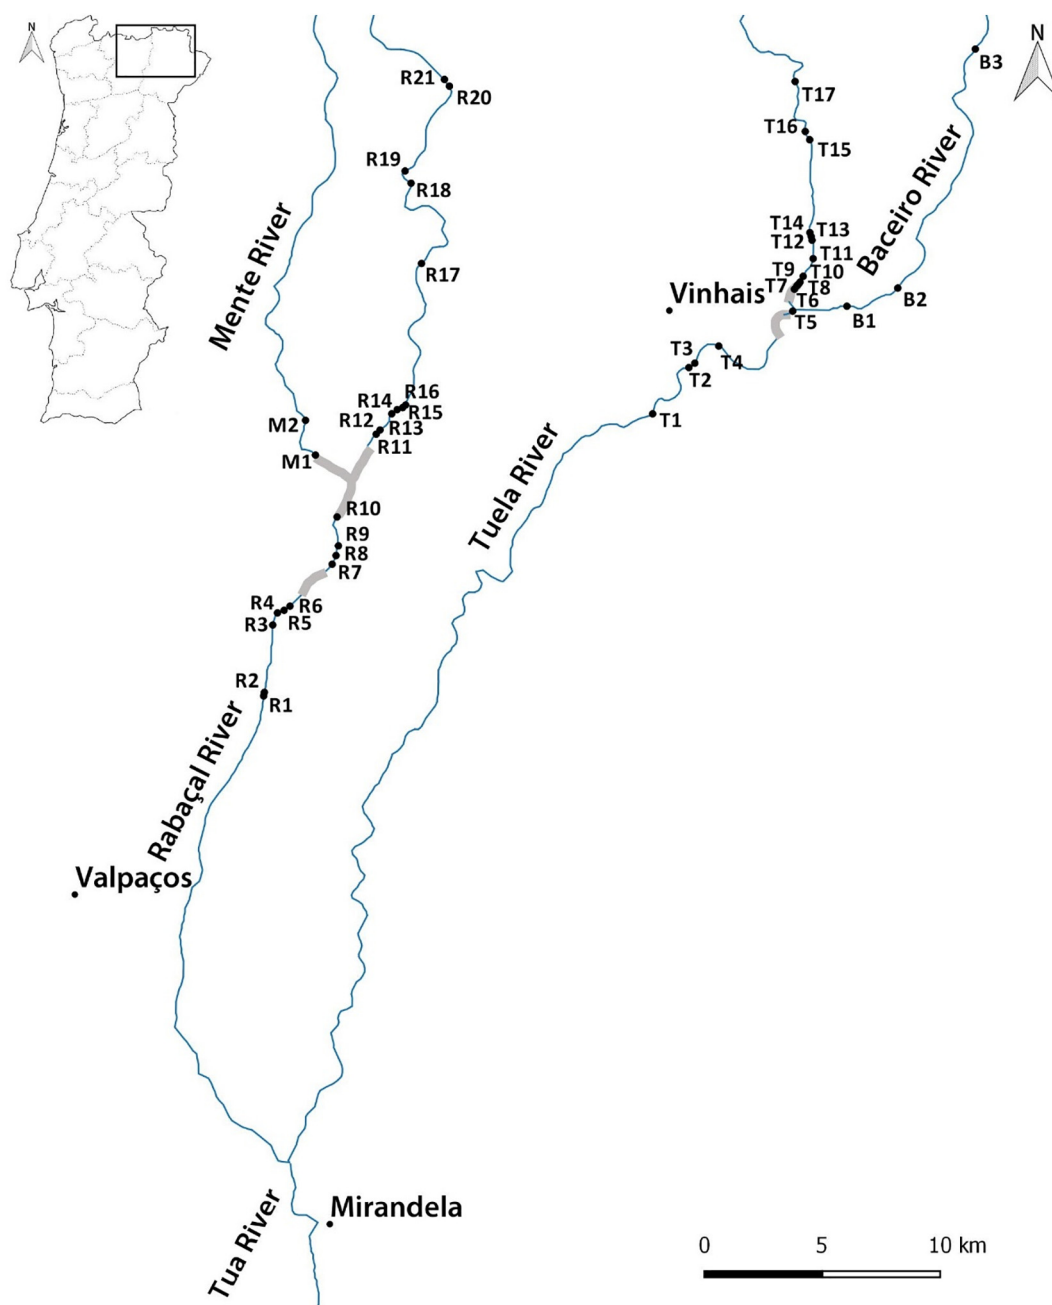 N
N
R21
R20
T17
B3
T16
T15
R19
R18
Mente River
Baceiro River
T14
T13
T12
T11
R17
T9
T10
T7
T8
T6
Vinhais
T5
B1
B2
T3
T4
T2
R16
R14
R15
R12
R13
R11
T1
M2
M1
Tuela River
R10
R9
R8
R7
R4
R6
R5
R3
R2
R1
Rabaçal River
Valpaços
Tua River
Mirandela
0 5 10 km